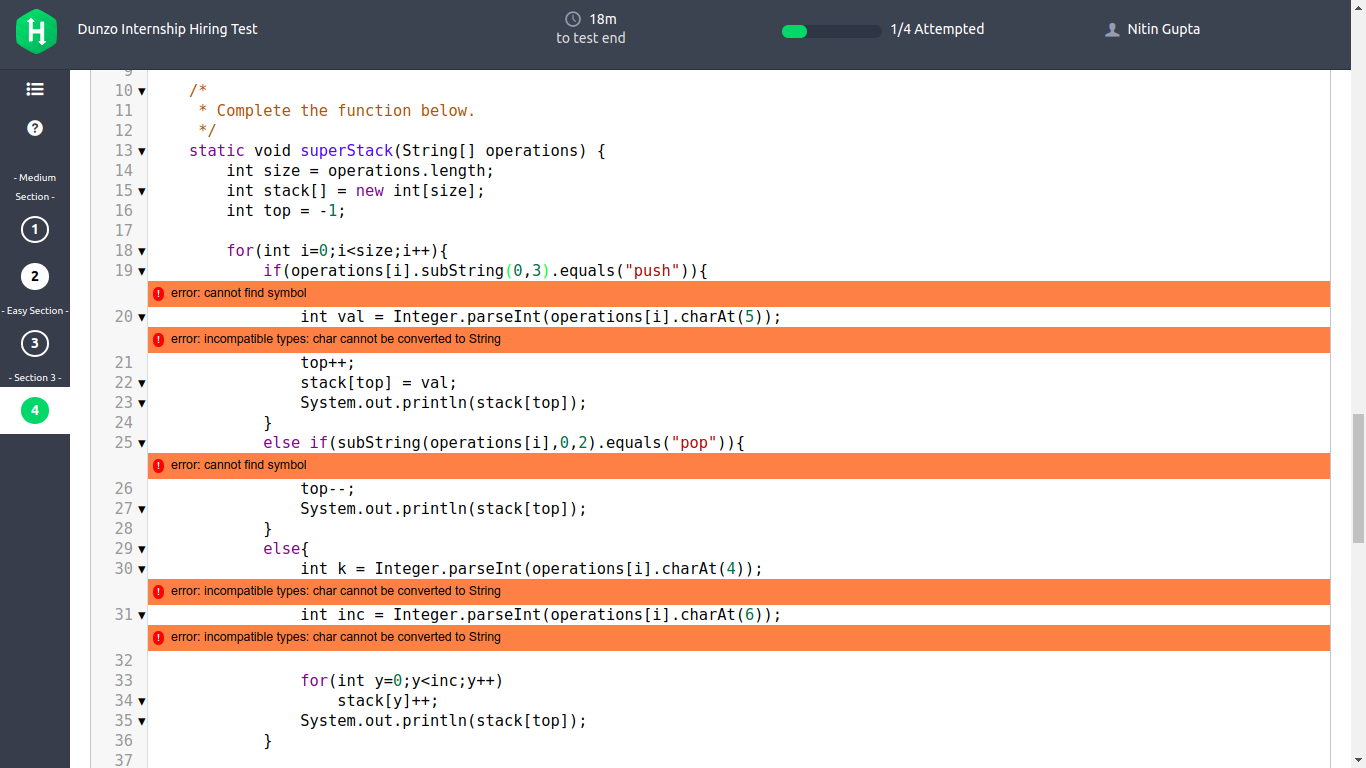 Dunzo Internship Hiring Test
18m
to test end
1/4 Attempted
Nitin Gupta
- Medium
Section -
1
2
- Easy Section -
3
- Section 3 -
4
9
10 /*
11 * Complete the function below.
12 */
13 static void superStack(String[] operations) {
14 int size = operations.length;
15 int stack[] = new int[size];
16 int top = -1;
17
18 for(int i=0;i<size;i++){
19 if(operations[i].subString(0,3).equals("push")){
error: cannot find symbol
20 int val = Integer.parseInt(operations[i].charAt(5));
error: incompatible types: char cannot be converted to String
21 top++;
22 stack[top] = val;
23 System.out.println(stack[top]);
24 }
25 else if(subString(operations[i],0,2).equals("pop")){
error: cannot find symbol
26 top--;
27 System.out.println(stack[top]);
28 }
29 else{
30 int k = Integer.parseInt(operations[i].charAt(4));
error: incompatible types: char cannot be converted to String
31 int inc = Integer.parseInt(operations[i].charAt(6));
error: incompatible types: char cannot be converted to String
32
33 for(int y=0;y<inc;y++)
34 stack[y]++;
35 System.out.println(stack[top]);
36 }
37